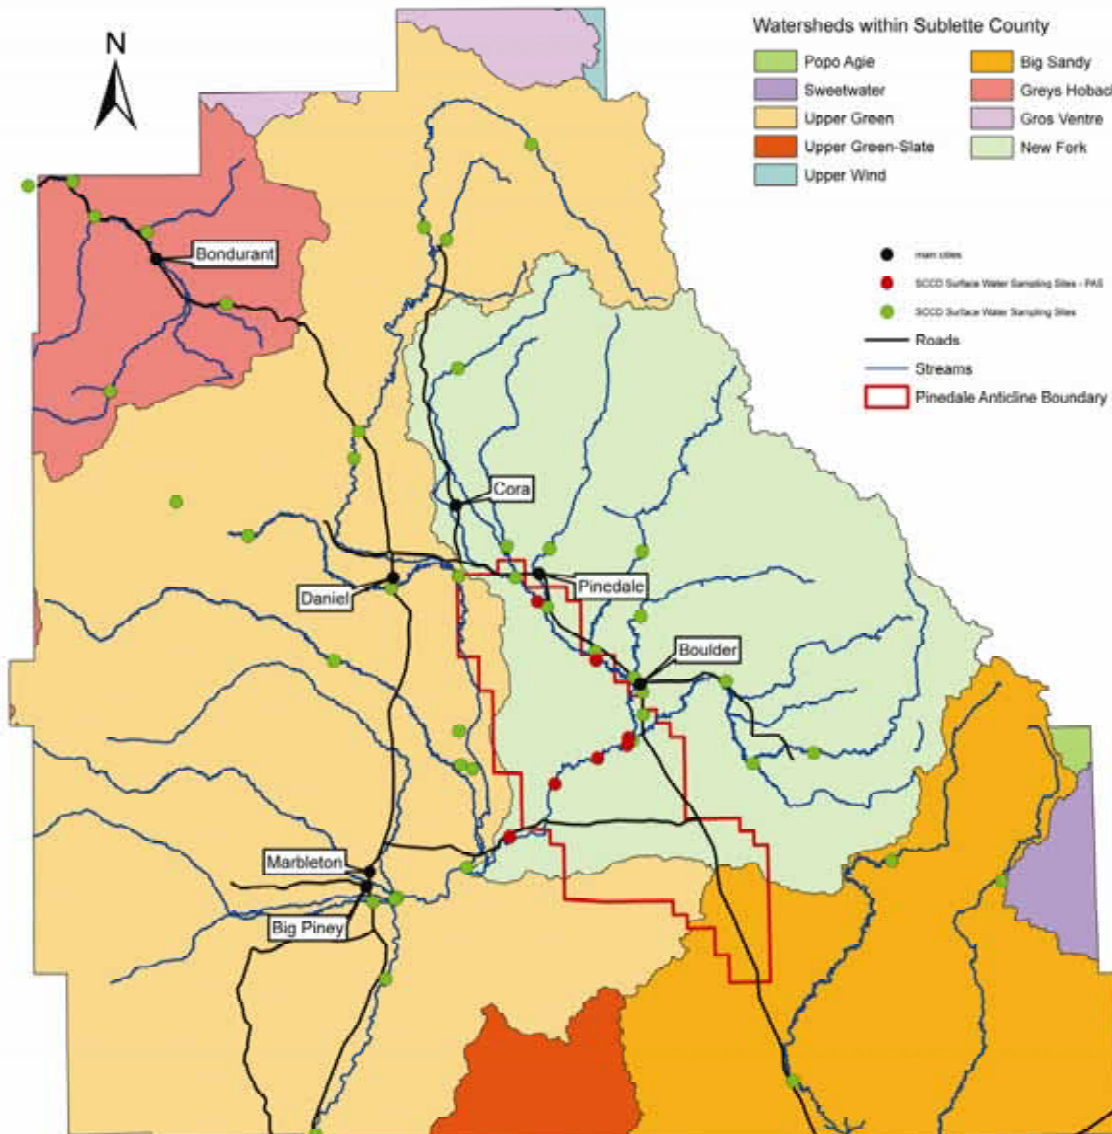 Watersheds within Sublette County
Popo Agie
Sweetwater
Upper Green
Upper Green-Slate
Upper Wind
Big Sandy
Greys Hoback
Gros Ventre
New Fork
main cities
SCCD Surface Water Sampling Sites - PAS
SCCD Surface Water Sampling Sites
Roads
Streams
Pinedale Anticline Boundary
N
Bondurant
Cora
Daniel
Pinedale
Boulder
Marbleton
Big Piney